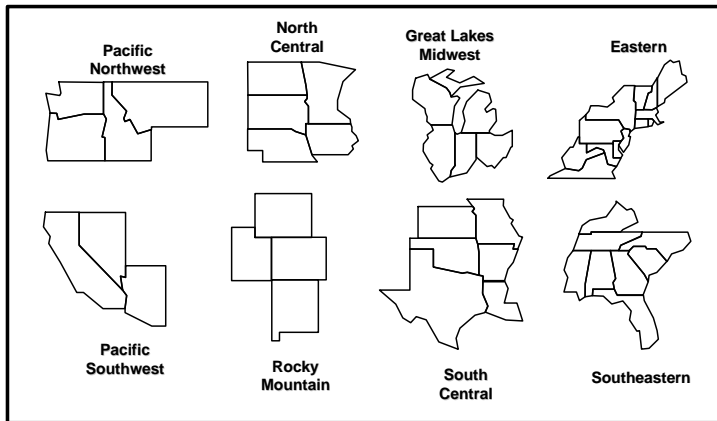 Pacific
Northwest
North
Central
Great Lakes
Midwest
Eastern
Pacific
Southwest
Rocky
Mountain
South
Central
Southeastern